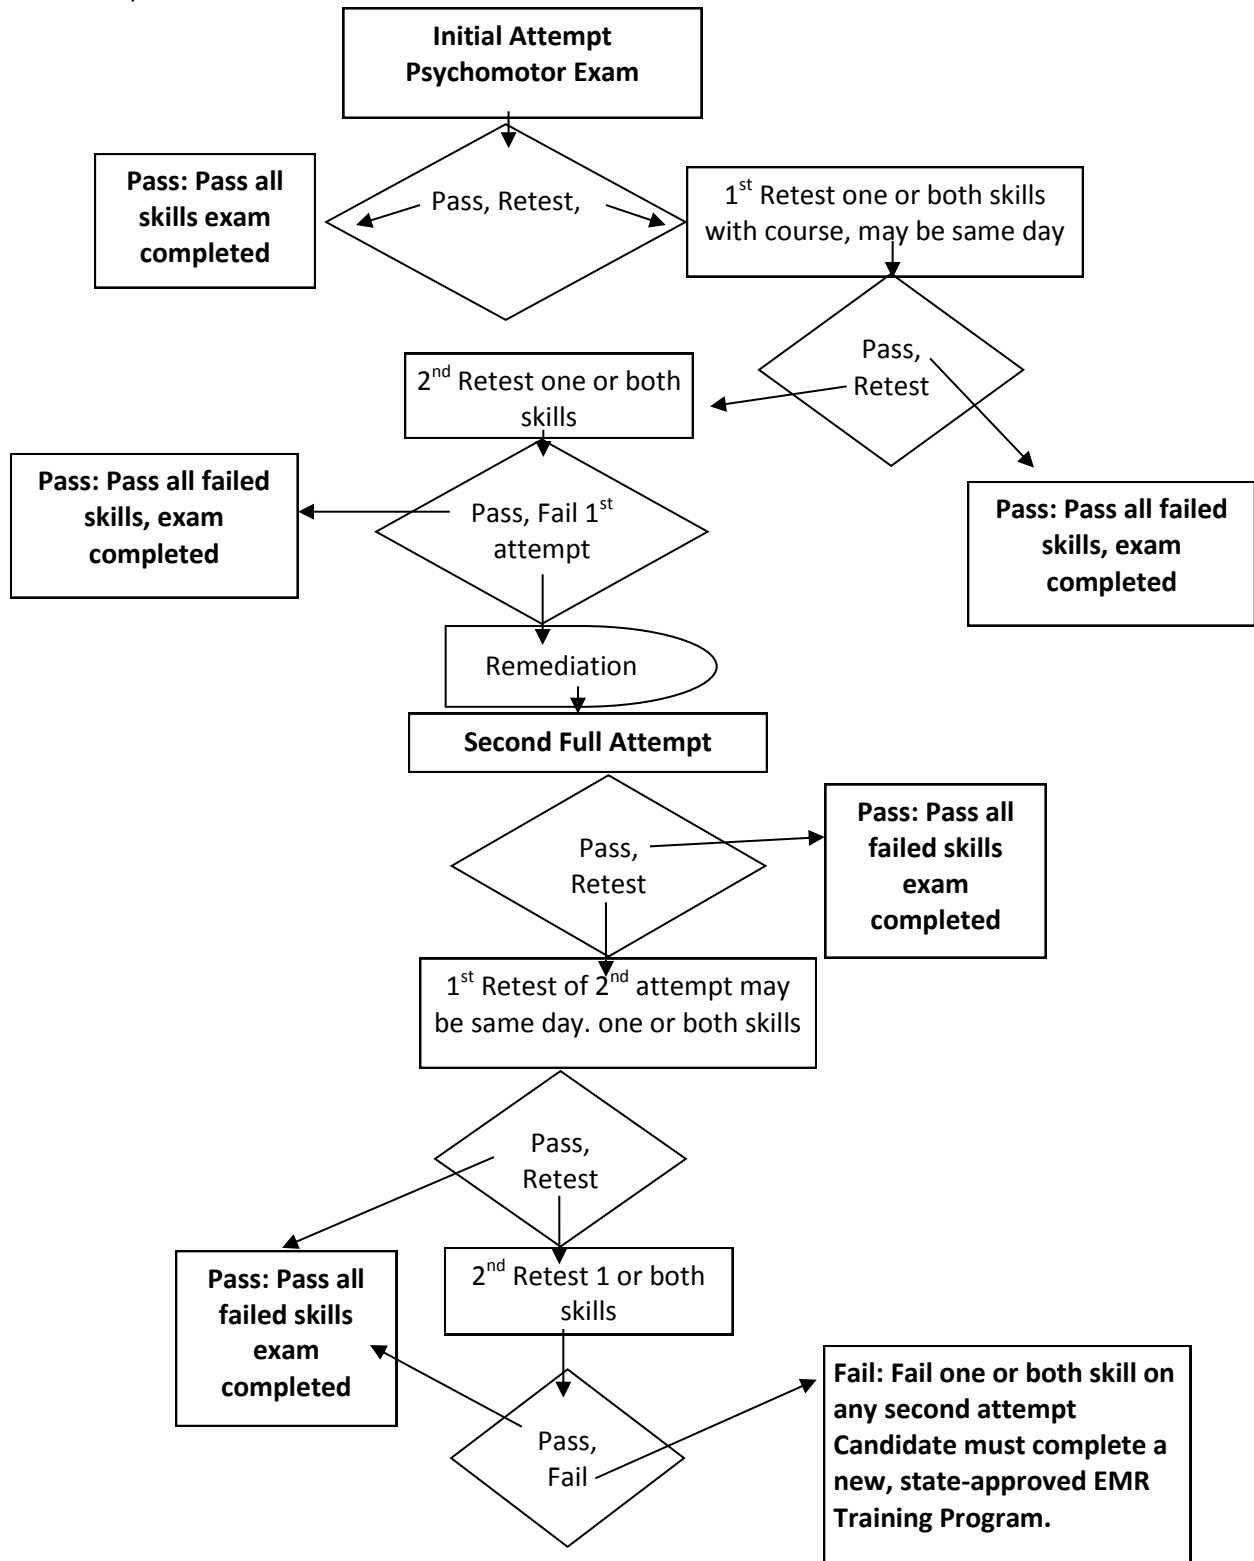 Initial Attempt
Psychomotor Exam
Pass: Pass all
skills exam
completed
Pass, Retest,
1st Retest one or both skills
with course, may be same day
Pass,
Retest
2nd Retest one or both
skills
Pass: Pass all failed
skills, exam
completed
Pass, Fail 1st
attempt
Pass: Pass all failed
skills, exam
completed
Remediation
Second Full Attempt
Pass,
Retest
Pass: Pass all
failed skills
exam
completed
1st Retest of 2nd attempt may
be same day. one or both skills
Pass,
Retest
Pass: Pass all
failed skills
exam
completed
2nd Retest 1 or both
skills
Pass,
Fail
Fail: Fail one or both skill on
any second attempt
Candidate must complete a
new, state-approved EMR
Training Program.